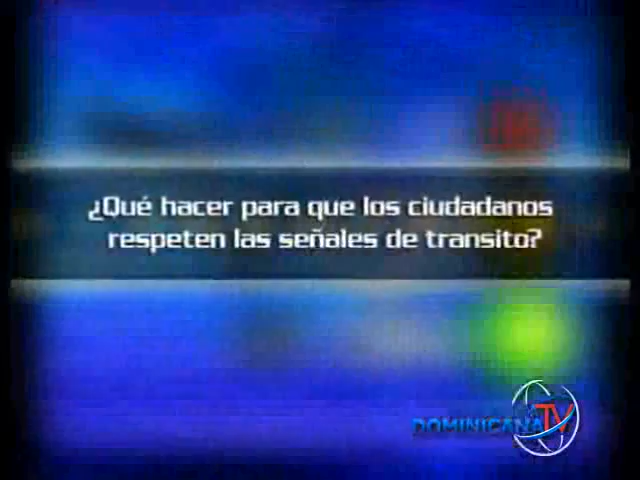 ¿Qué hacer para que los ciudadanos
respeten las señales de transito?
DOMINICANA TV